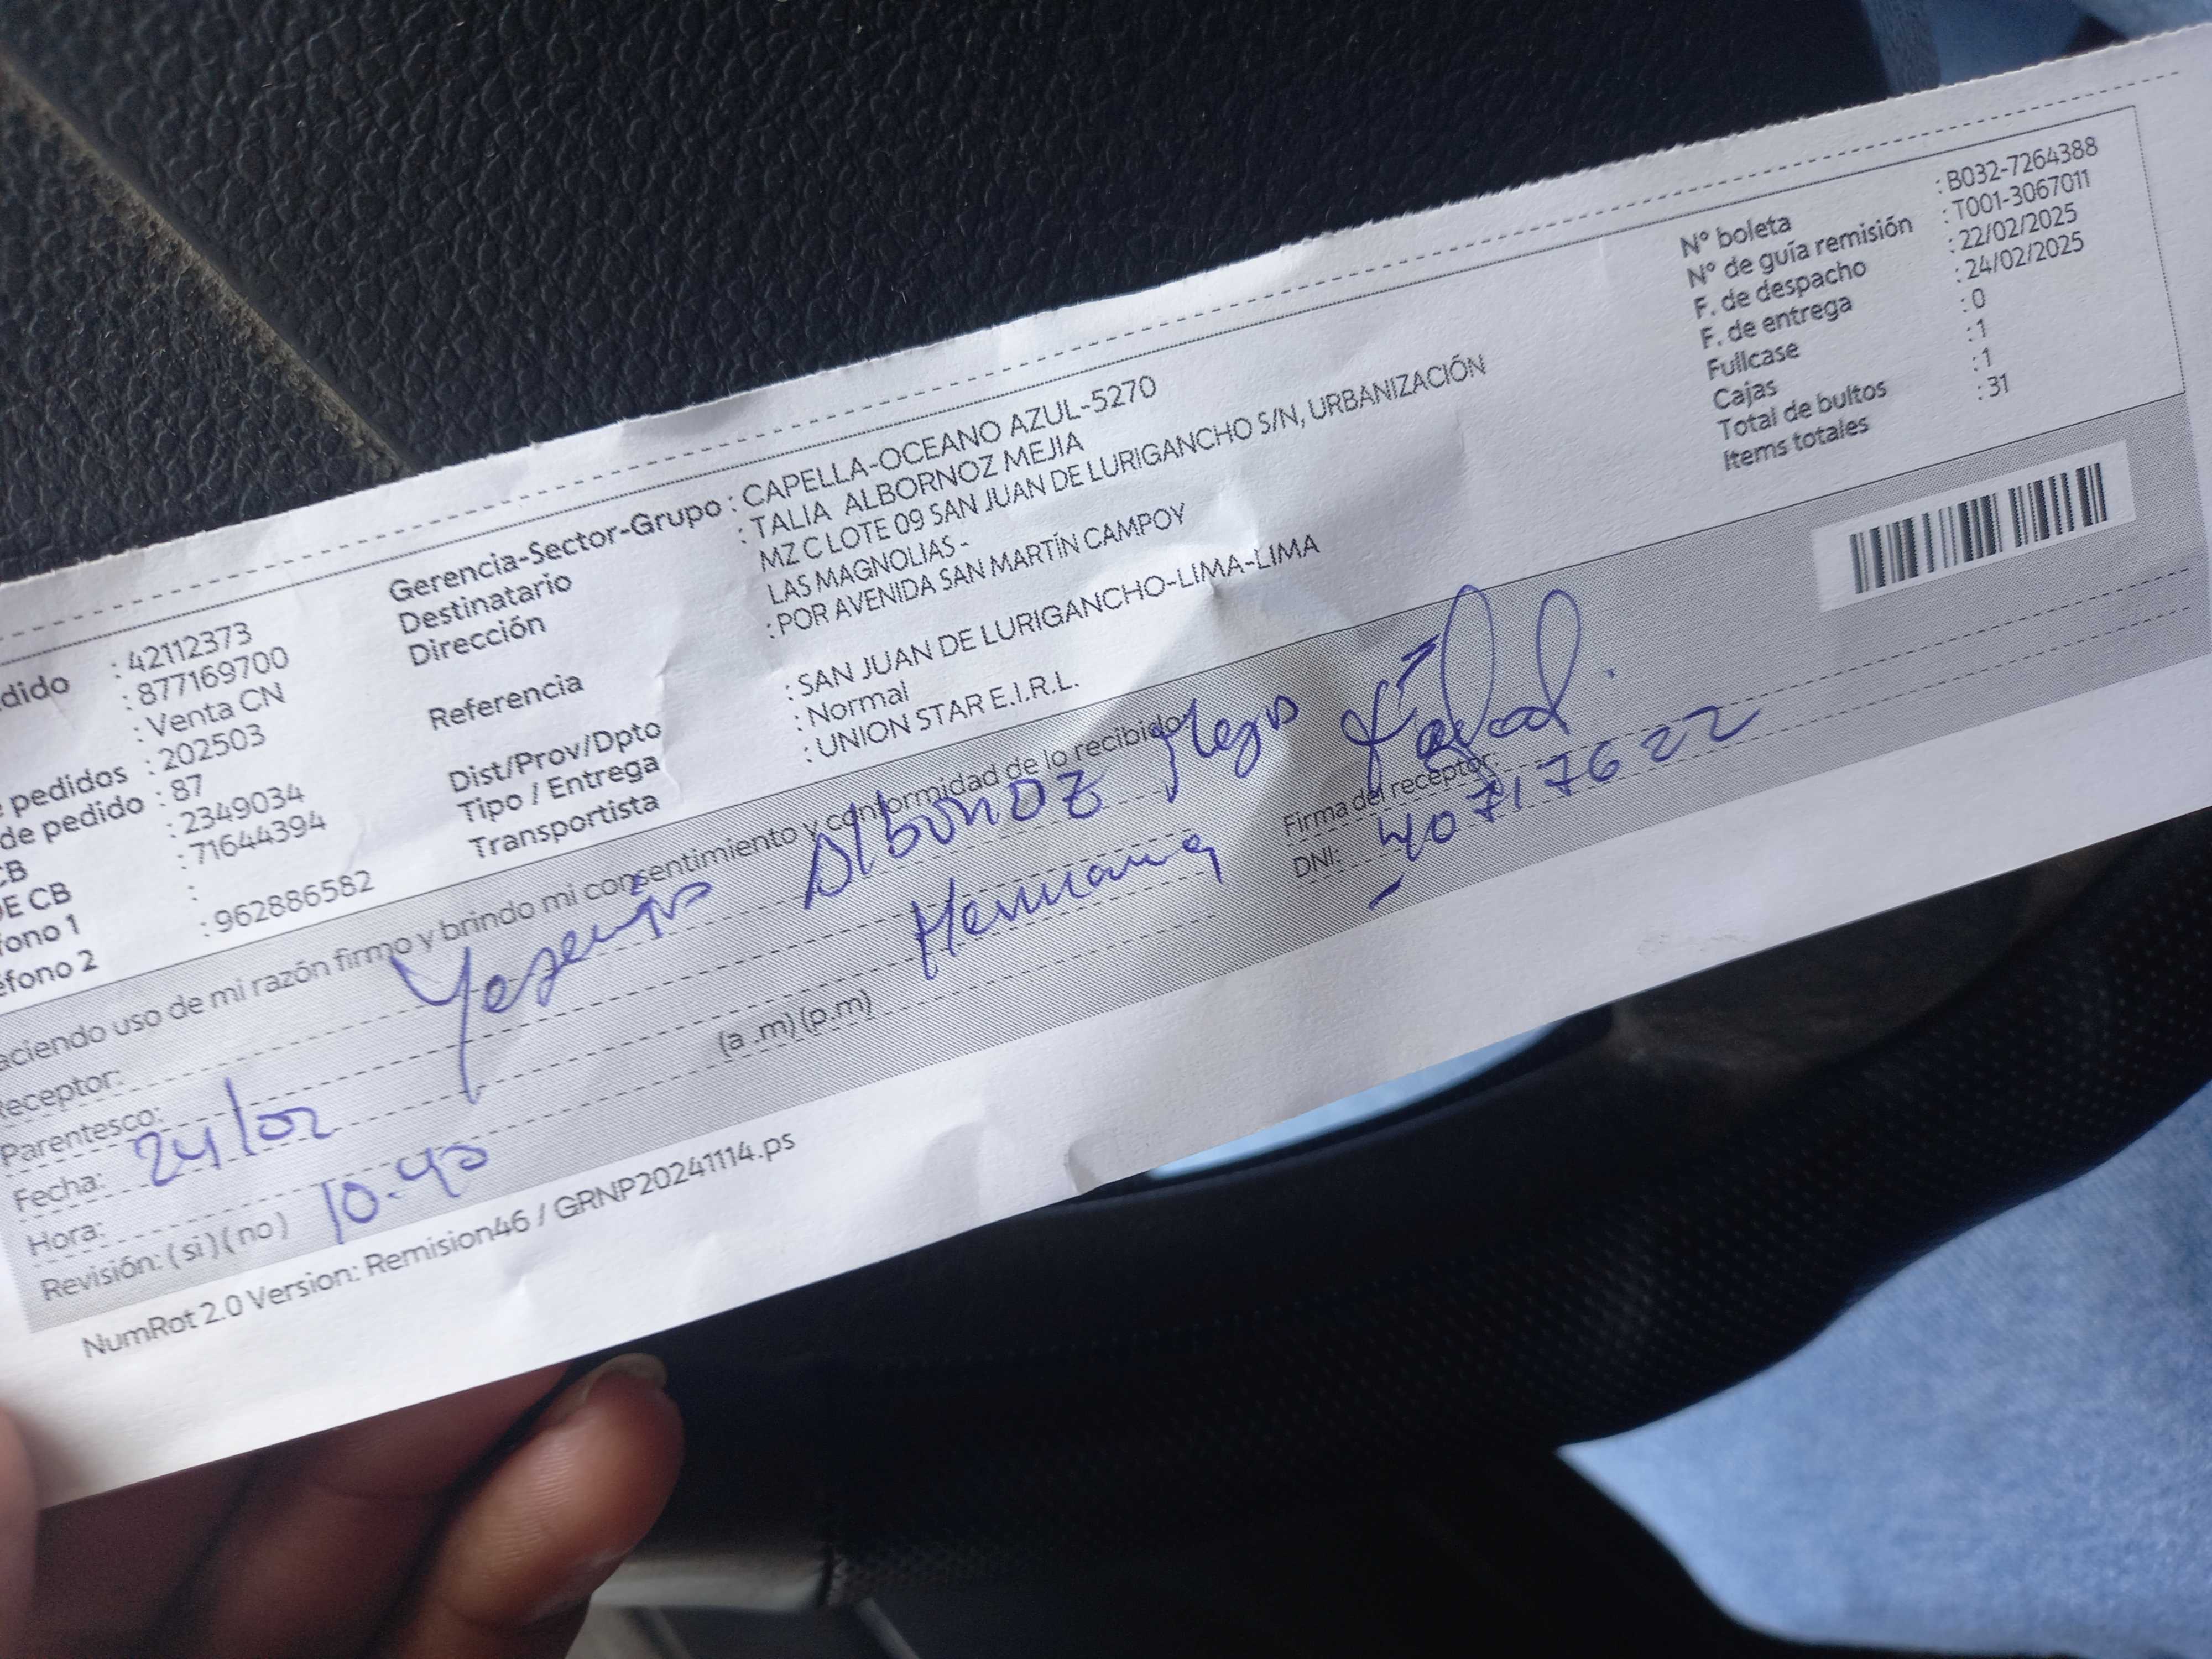 dido : 42112373
: 877169700
: Venta CN
e pedidos : 202503
de pedido : 87
CB : 2349034
DE CB : 71644394
fono 1 :
éfono 2 : 962886582
Gerencia-Sector-Grupo : CAPELLA-OCEANO AZUL-5270
Destinatario : TALIA ALBORNOZ MEJIA
Dirección MZ C LOTE 09 SAN JUAN DE LURIGANCHO S/N, URBANIZACIÓN
LAS MAGNOLIAS -
Referencia : POR AVENIDA SAN MARTÍN CAMPOY
Dist/Prov/Dpto : SAN JUAN DE LURIGANCHO-LIMA-LIMA
Tipo / Entrega : Normal
Transportista : UNION STAR E.I.R.L.
N° boleta : B032-7264388
N° de guía remisión : T001-3067011
F. de despacho : 22/02/2025
F. de entrega : 24/02/2025
Fullcase : 0
Cajas : 1
Total de bultos : 1
Items totales : 31
aciendo uso de mi razón firmo y brindo mi consentimiento y conformidad de lo recibido
Receptor: Yesenia Albornoz
Parentesco: Hermana
Fecha: 24/02
Hora: 10.40 (a .m) (p.m)
Revisión: ( si ) ( no )
Firma del receptor:
DNI: 40717622
NumRot 2.0 Version: Remision46 / GRNP20241114.ps